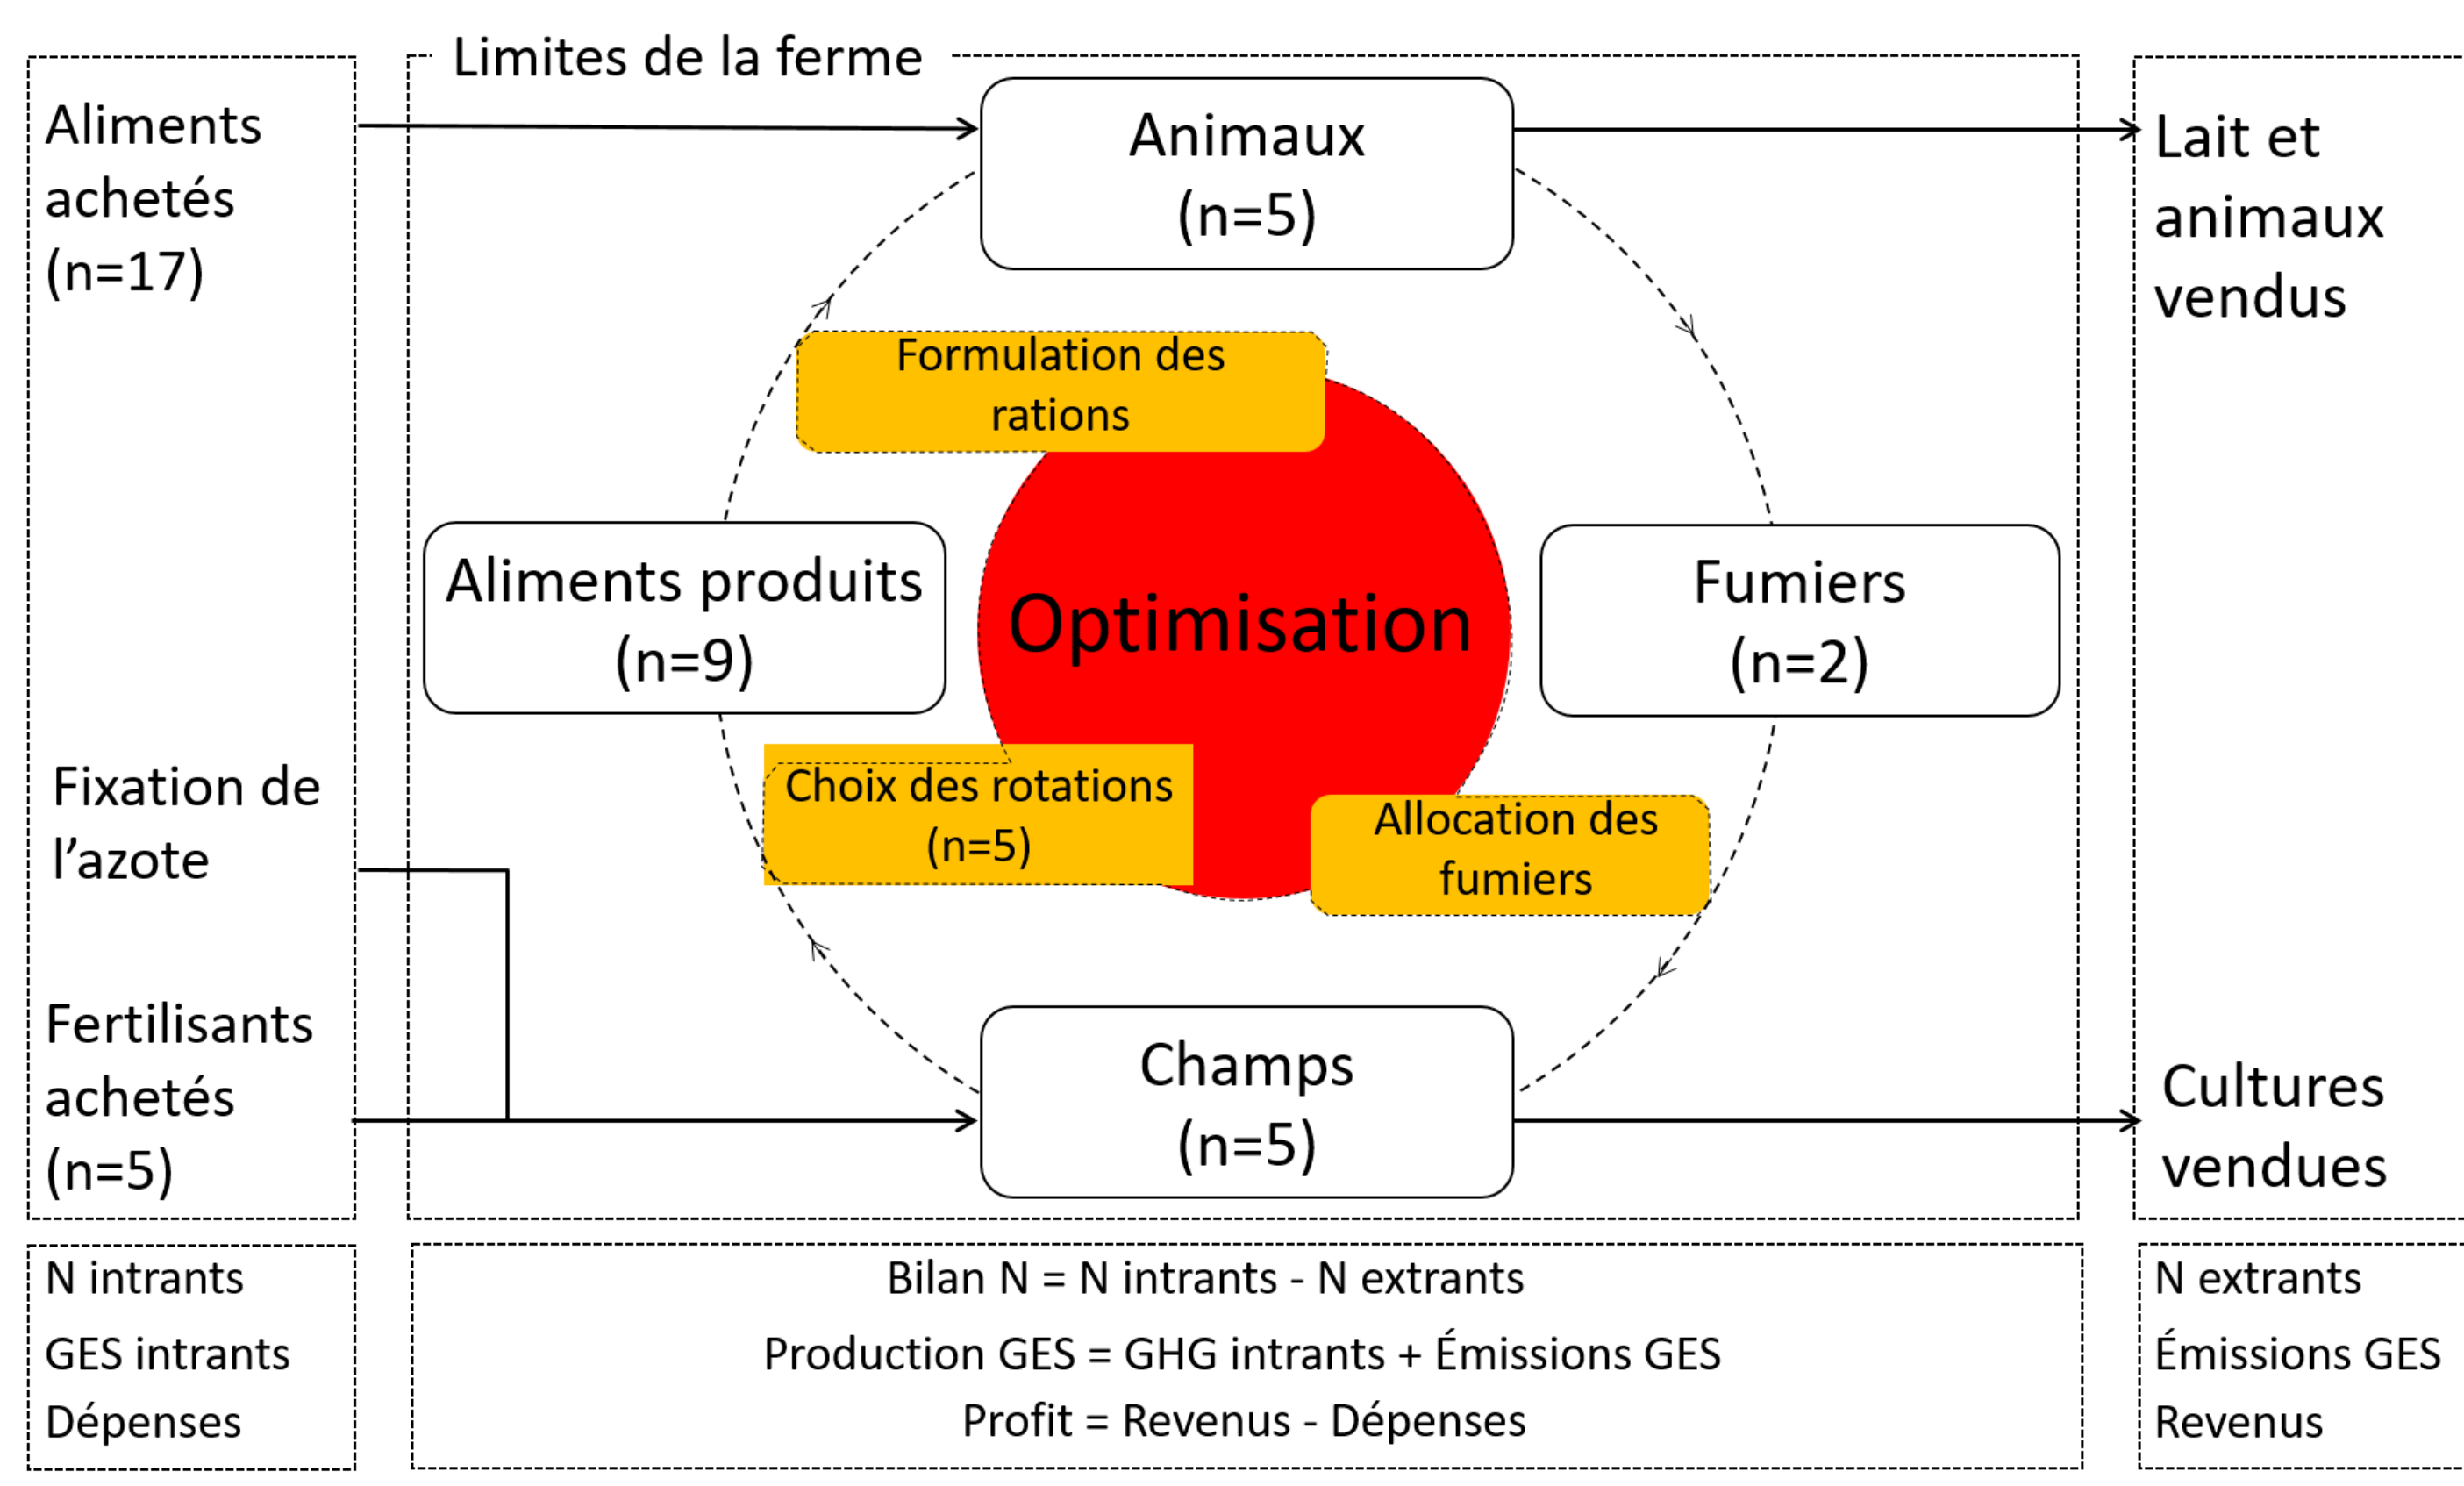 Limites de la ferme
Aliments
achetés
(n=17)
Fixation de
l’azote
Fertilisants
achetés
(n=5)
Animaux
(n=5)
Formulation des
rations
Aliments produits
(n=9)
Optimisation
Fumiers
(n=2)
Choix des rotations
(n=5)
Allocation des
fumiers
Champs
(n=5)
Lait et
animaux
vendus
Cultures
vendues
N intrants
GES intrants
Dépenses
Bilan N = N intrants - N extrants
Production GES = GHG intrants + Émissions GES
Profit = Revenus - Dépenses
N extrants
Émissions GES
Revenus